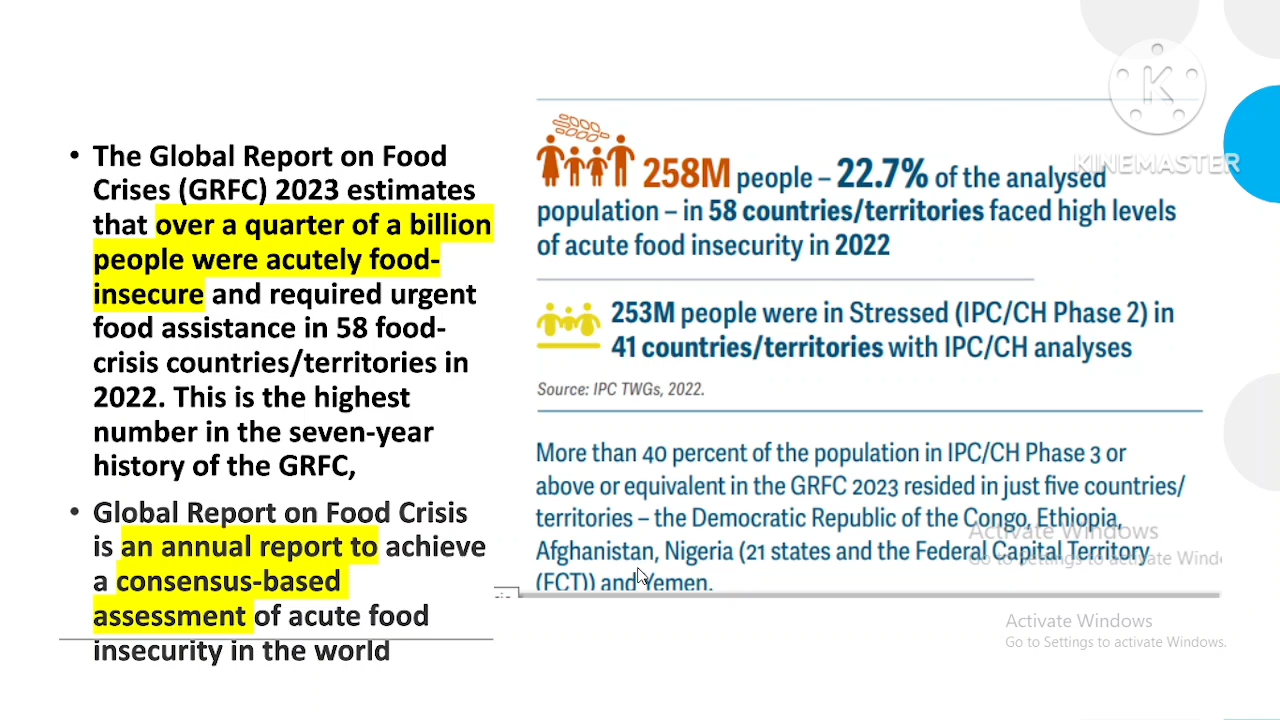 • The Global Report on Food
Crises (GRFC) 2023 estimates
that over a quarter of a billion
people were acutely food-
insecure and required urgent
food assistance in 58 food-
crisis countries/territories in
2022. This is the highest
number in the seven-year
history of the GRFC,
• Global Report on Food Crisis
is an annual report to achieve
a consensus-based
assessment of acute food
insecurity in the world
K
KINEMASTER
258M people – 22.7% of the analysed
population – in 58 countries/territories faced high levels
of acute food insecurity in 2022
253M people were in Stressed (IPC/CH Phase 2) in
41 countries/territories with IPC/CH analyses
Source: IPC TWGs, 2022.
More than 40 percent of the population in IPC/CH Phase 3 or
above or equivalent in the GRFC 2023 resided in just five countries/
territories – the Democratic Republic of the Congo, Ethiopia,
Afghanistan, Nigeria (21 states and the Federal Capital Territory
(FCT)) and Yemen.
Activate Windows
Go to Settings to activate Windo
Activate Windows
Go to Settings to activate Windows.